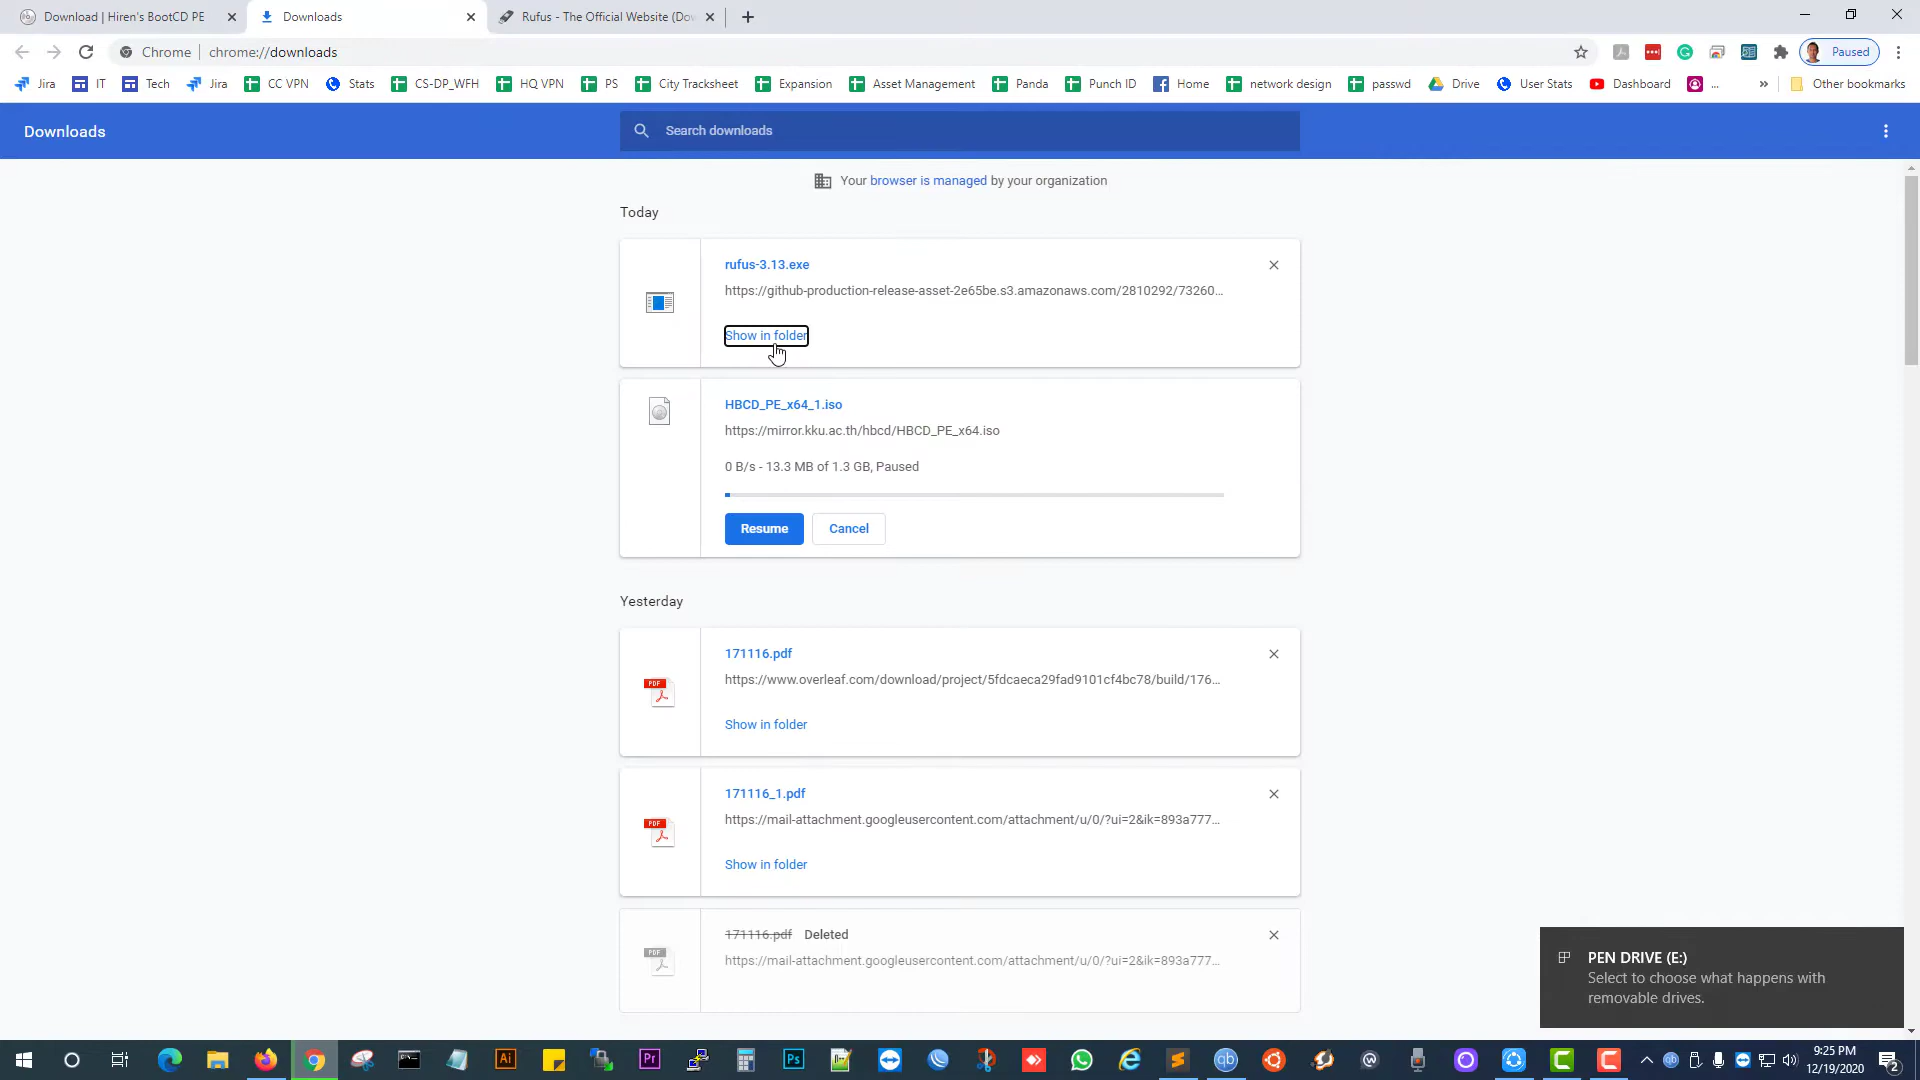 Download | Hiren's BootCD PE
Downloads
Rufus - The Official Website (Dow
Chrome
chrome://downloads
Paused
Jira
IT
Tech
Jira
CC VPN
Stats
CS-DP_WFH
HQ VPN
PS
City Tracksheet
Expansion
Asset Management
Panda
Punch ID
Home
network design
passwd
Drive
User Stats
Dashboard
...
»
Other bookmarks
Downloads
Search downloads
Your browser is managed by your organization
Today
rufus-3.13.exe
https://github-production-release-asset-2e65be.s3.amazonaws.com/2810292/73260...
Show in folder
HBCD_PE_x64_1.iso
https://mirror.kku.ac.th/hbcd/HBCD_PE_x64.iso
0 B/s - 13.3 MB of 1.3 GB, Paused
Resume
Cancel
Yesterday
171116.pdf
https://www.overleaf.com/download/project/5fdcaeca29fad9101cf4bc78/build/176...
Show in folder
171116_1.pdf
https://mail-attachment.googleusercontent.com/attachment/u/0/?ui=2&ik=893a777...
Show in folder
171116.pdf Deleted
https://mail-attachment.googleusercontent.com/attachment/u/0/?ui=2&ik=893a777...
PEN DRIVE (E:)
Select to choose what happens with
removable drives.
9:25 PM
12/19/2020
2